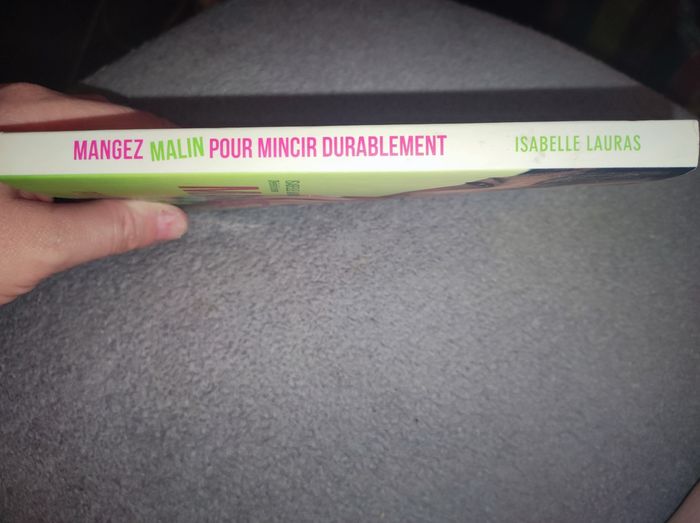 MANGEZ MALIN POUR MINCIR DURABLEMENT
ISABELLE LAURAS